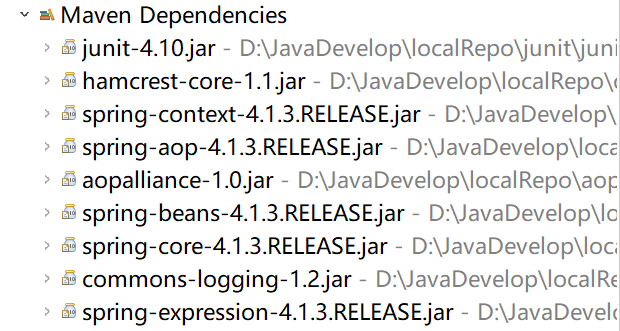 Maven Dependencies
junit-4.10.jar - D:\JavaDevelop\localRepo\junit\juni
hamcrest-core-1.1.jar - D:\JavaDevelop\localRepo\
spring-context-4.1.3.RELEASE.jar - D:\JavaDevelop\
spring-aop-4.1.3.RELEASE.jar - D:\JavaDevelop\loca
aopalliance-1.0.jar - D:\JavaDevelop\localRepo\aop
spring-beans-4.1.3.RELEASE.jar - D:\JavaDevelop\lo
spring-core-4.1.3.RELEASE.jar - D:\JavaDevelop\loca
commons-logging-1.2.jar - D:\JavaDevelop\localRe
spring-expression-4.1.3.RELEASE.jar - D:\JavaDevel